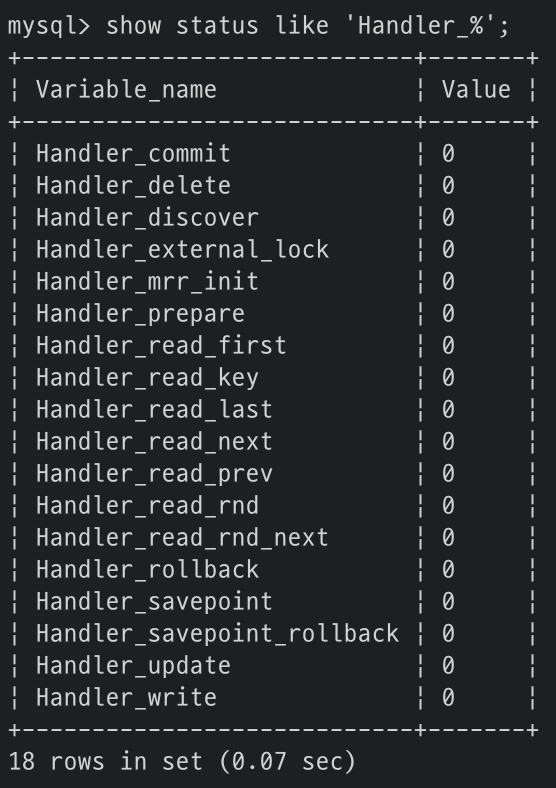 mysql> show status like 'Handler_%';
+----------------------------+-------+
¦ Variable_name              ¦ Value ¦
+----------------------------+-------+
¦ Handler_commit             ¦ 0     ¦
¦ Handler_delete             ¦ 0     ¦
¦ Handler_discover           ¦ 0     ¦
¦ Handler_external_lock      ¦ 0     ¦
¦ Handler_mrr_init           ¦ 0     ¦
¦ Handler_prepare            ¦ 0     ¦
¦ Handler_read_first         ¦ 0     ¦
¦ Handler_read_key           ¦ 0     ¦
¦ Handler_read_last          ¦ 0     ¦
¦ Handler_read_next          ¦ 0     ¦
¦ Handler_read_prev          ¦ 0     ¦
¦ Handler_read_rnd           ¦ 0     ¦
¦ Handler_read_rnd_next      ¦ 0     ¦
¦ Handler_rollback           ¦ 0     ¦
¦ Handler_savepoint          ¦ 0     ¦
¦ Handler_savepoint_rollback ¦ 0     ¦
¦ Handler_update             ¦ 0     ¦
¦ Handler_write              ¦ 0     ¦
+----------------------------+-------+
18 rows in set (0.07 sec)